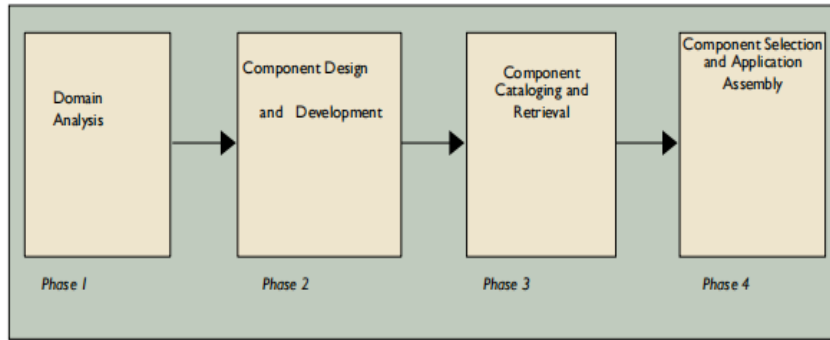 Domain
Analysis
Component Design
and Development
Component
Cataloging and
Retrieval
Component Selection
and Application
Assembly
Phase 1
Phase 2
Phase 3
Phase 4